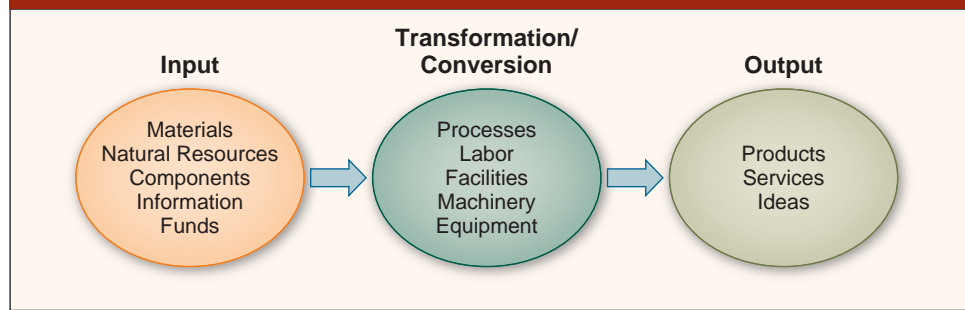 Input
Materials
Natural Resources
Components
Information
Funds
Transformation/
Conversion
Processes
Labor
Facilities
Machinery
Equipment
Output
Products
Services
Ideas